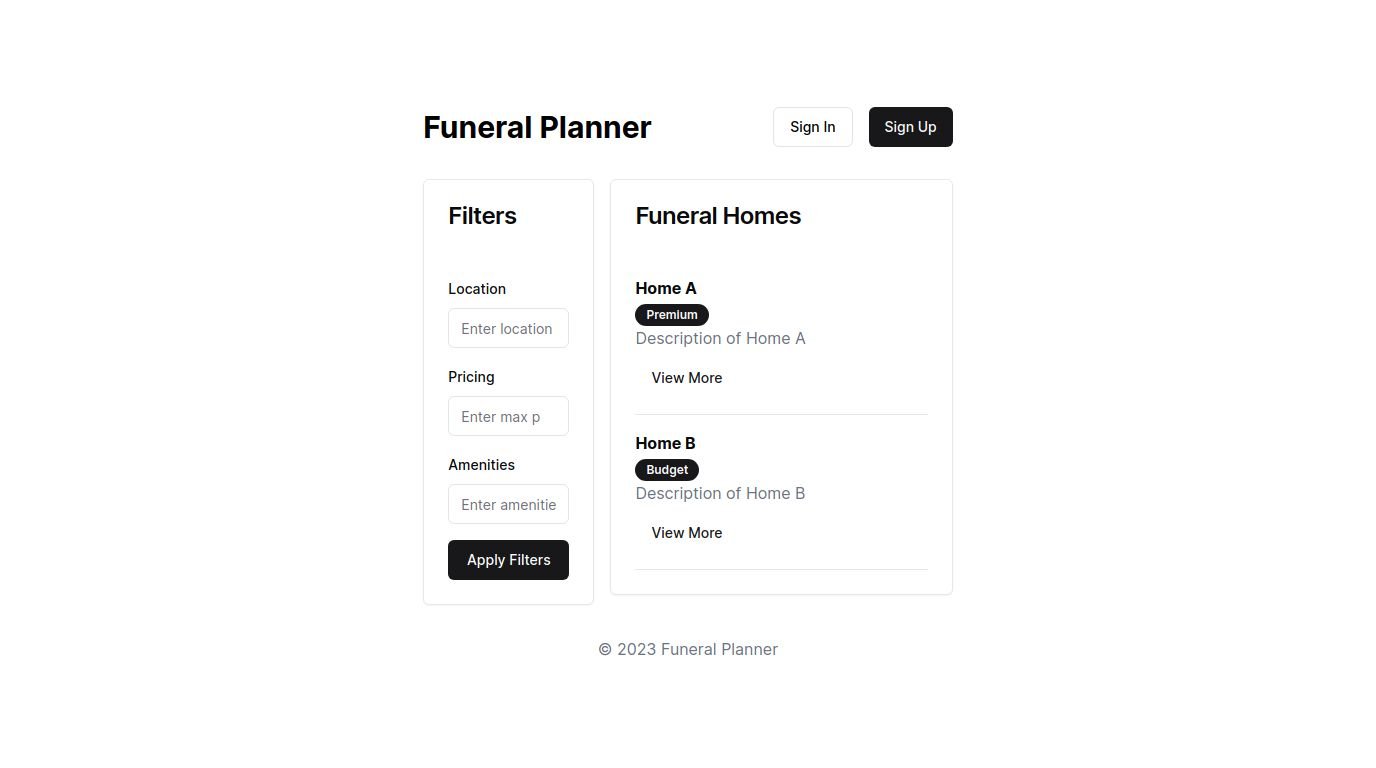 Funeral Planner
Sign In
Sign Up
Filters
Location
Enter location
Pricing
Enter max p
Amenities
Enter amenitie
Apply Filters
Funeral Homes
Home A
Premium
Description of Home A
View More
Home B
Budget
Description of Home B
View More
© 2023 Funeral Planner